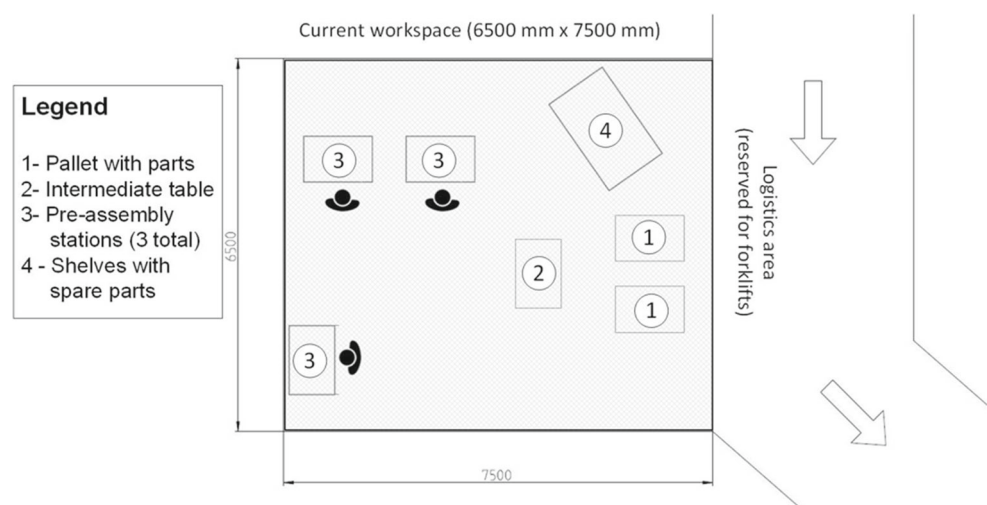 Current workspace (6500 mm x 7500 mm)
Legend
1- Pallet with parts
2- Intermediate table
3- Pre-assembly
stations (3 total)
4 - Shelves with
spare parts
6500
3
3
4
1
2
1
3
7500
Logistics area
(reserved for forklifts)